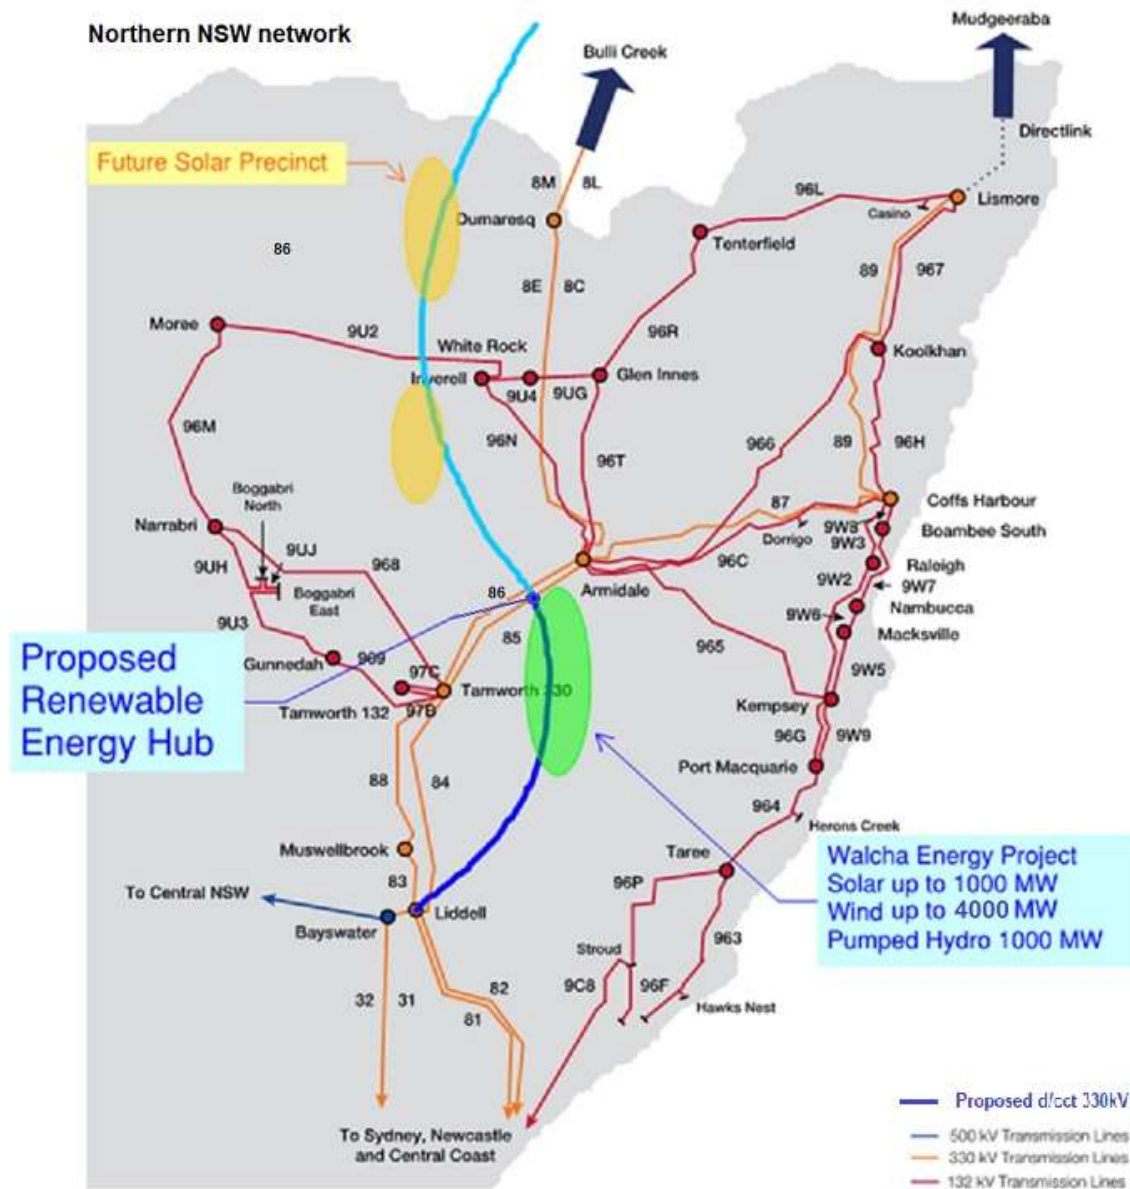 Northern NSW network
Mudgeeraba
Bulli Creek
Directlink
Future Solar Precinct
8M
8L
96L
Casino
Lismore
Dumaresq
Tenterfield
86
89
967
8E
8C
Moree
9U2
White Rock
96R
Koolkhan
Inverell
9U4
9UG
Glen Innes
96M
96N
96T
966
89
96H
Boggabri
North
87
Coffs Harbour
Narrabri
9UJ
968
Dorrigo
9W8
Boambee South
9W3
9UH
Boggabri
East
96C
Raleigh
86
Armidale
9W2
9W7
9U3
85
9W6
Nambucca
Macksville
Proposed
Renewable
Energy Hub
Gunnedah
969
97C
965
9W5
Tamworth 330
Tamworth 132
97B
Kempsey
96G
9W9
88
84
Port Macquarie
964
Herons Creek
Muswellbrook
Taree
Walcha Energy Project
Solar up to 1000 MW
Wind up to 4000 MW
Pumped Hydro 1000 MW
83
96P
To Central NSW
Liddell
Bayswater
963
Stroud
32
31
82
81
9C8
96F
Hawks Nest
To Sydney, Newcastle
and Central Coast
Proposed d/cct 330kV
500 kV Transmission Lines
330 kV Transmission Lines
132 kV Transmission Lines